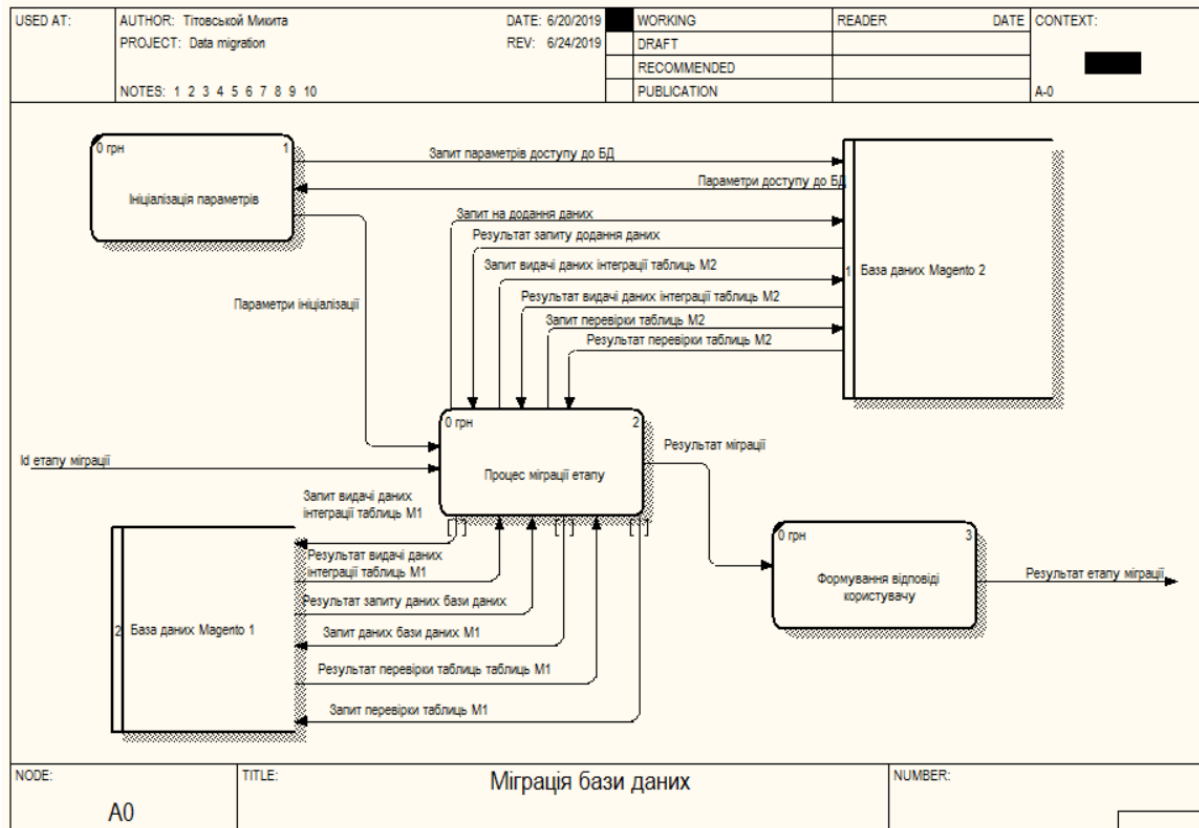 USED AT:
AUTHOR: Тітовськой Микита
DATE: 6/20/2019
PROJECT: Data migration
REV: 6/24/2019
NOTES: 1 2 3 4 5 6 7 8 9 10
WORKING
DRAFT
RECOMMENDED
PUBLICATION
READER
DATE
CONTEXT:
A-0
0 грн
1
Ініціалізація параметрів
Запит параметрів доступу до БД
Параметри доступу до БД
Запит на додання даних
Результат запиту додання даних
Запит видачі даних інтеграції таблиць М2
Результат видачі даних інтеграції таблиць М2
Запит перевірки таблиць М2
Результат перевірки таблиць М2
1
База даних Magento 2
Параметри ініціалізації
0 грн
2
Процес міграції етапу
Id етапу міграції
Результат міграції
Запит видачі даних
інтеграції таблиць М1
Результат видачі даних
інтеграції таблиць М1
Результат запиту даних бази даних
Запит даних бази даних М1
Результат перевірки таблиць таблиць М1
Запит перевірки таблиць М1
2
База даних Magento 1
0 грн
3
Формування відповіді
користувачу
Результат етапу міграції
NODE:
A0
TITLE:
Міграція бази даних
NUMBER: